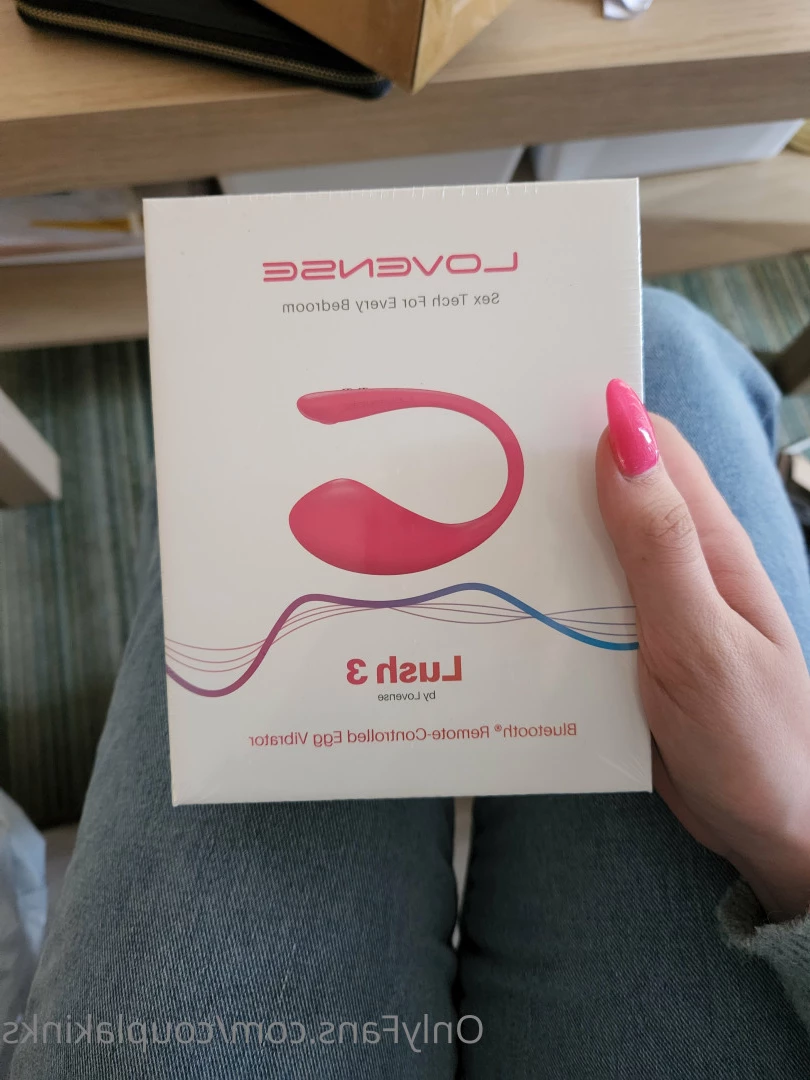 LOVENSE
Sex Tech For Every Bedroom
Lush 3
by Lovense
Bluetooth® Remote-Controlled Egg Vibrator
OnlyFans.com/couplakinks